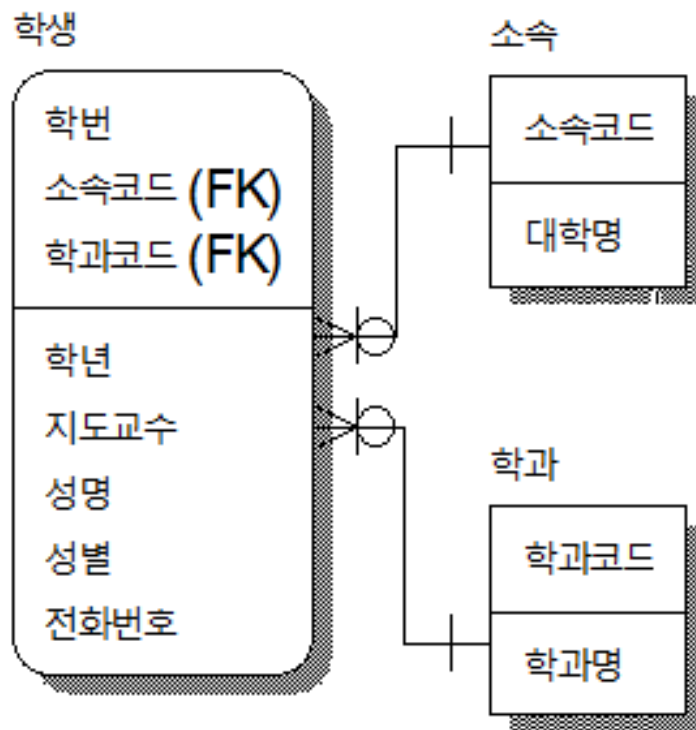 학생
학번
소속코드 (FK)
학과코드 (FK)
학년
지도교수
성명
성별
전화번호
소속
소속코드
대학명
학과
학과코드
학과명